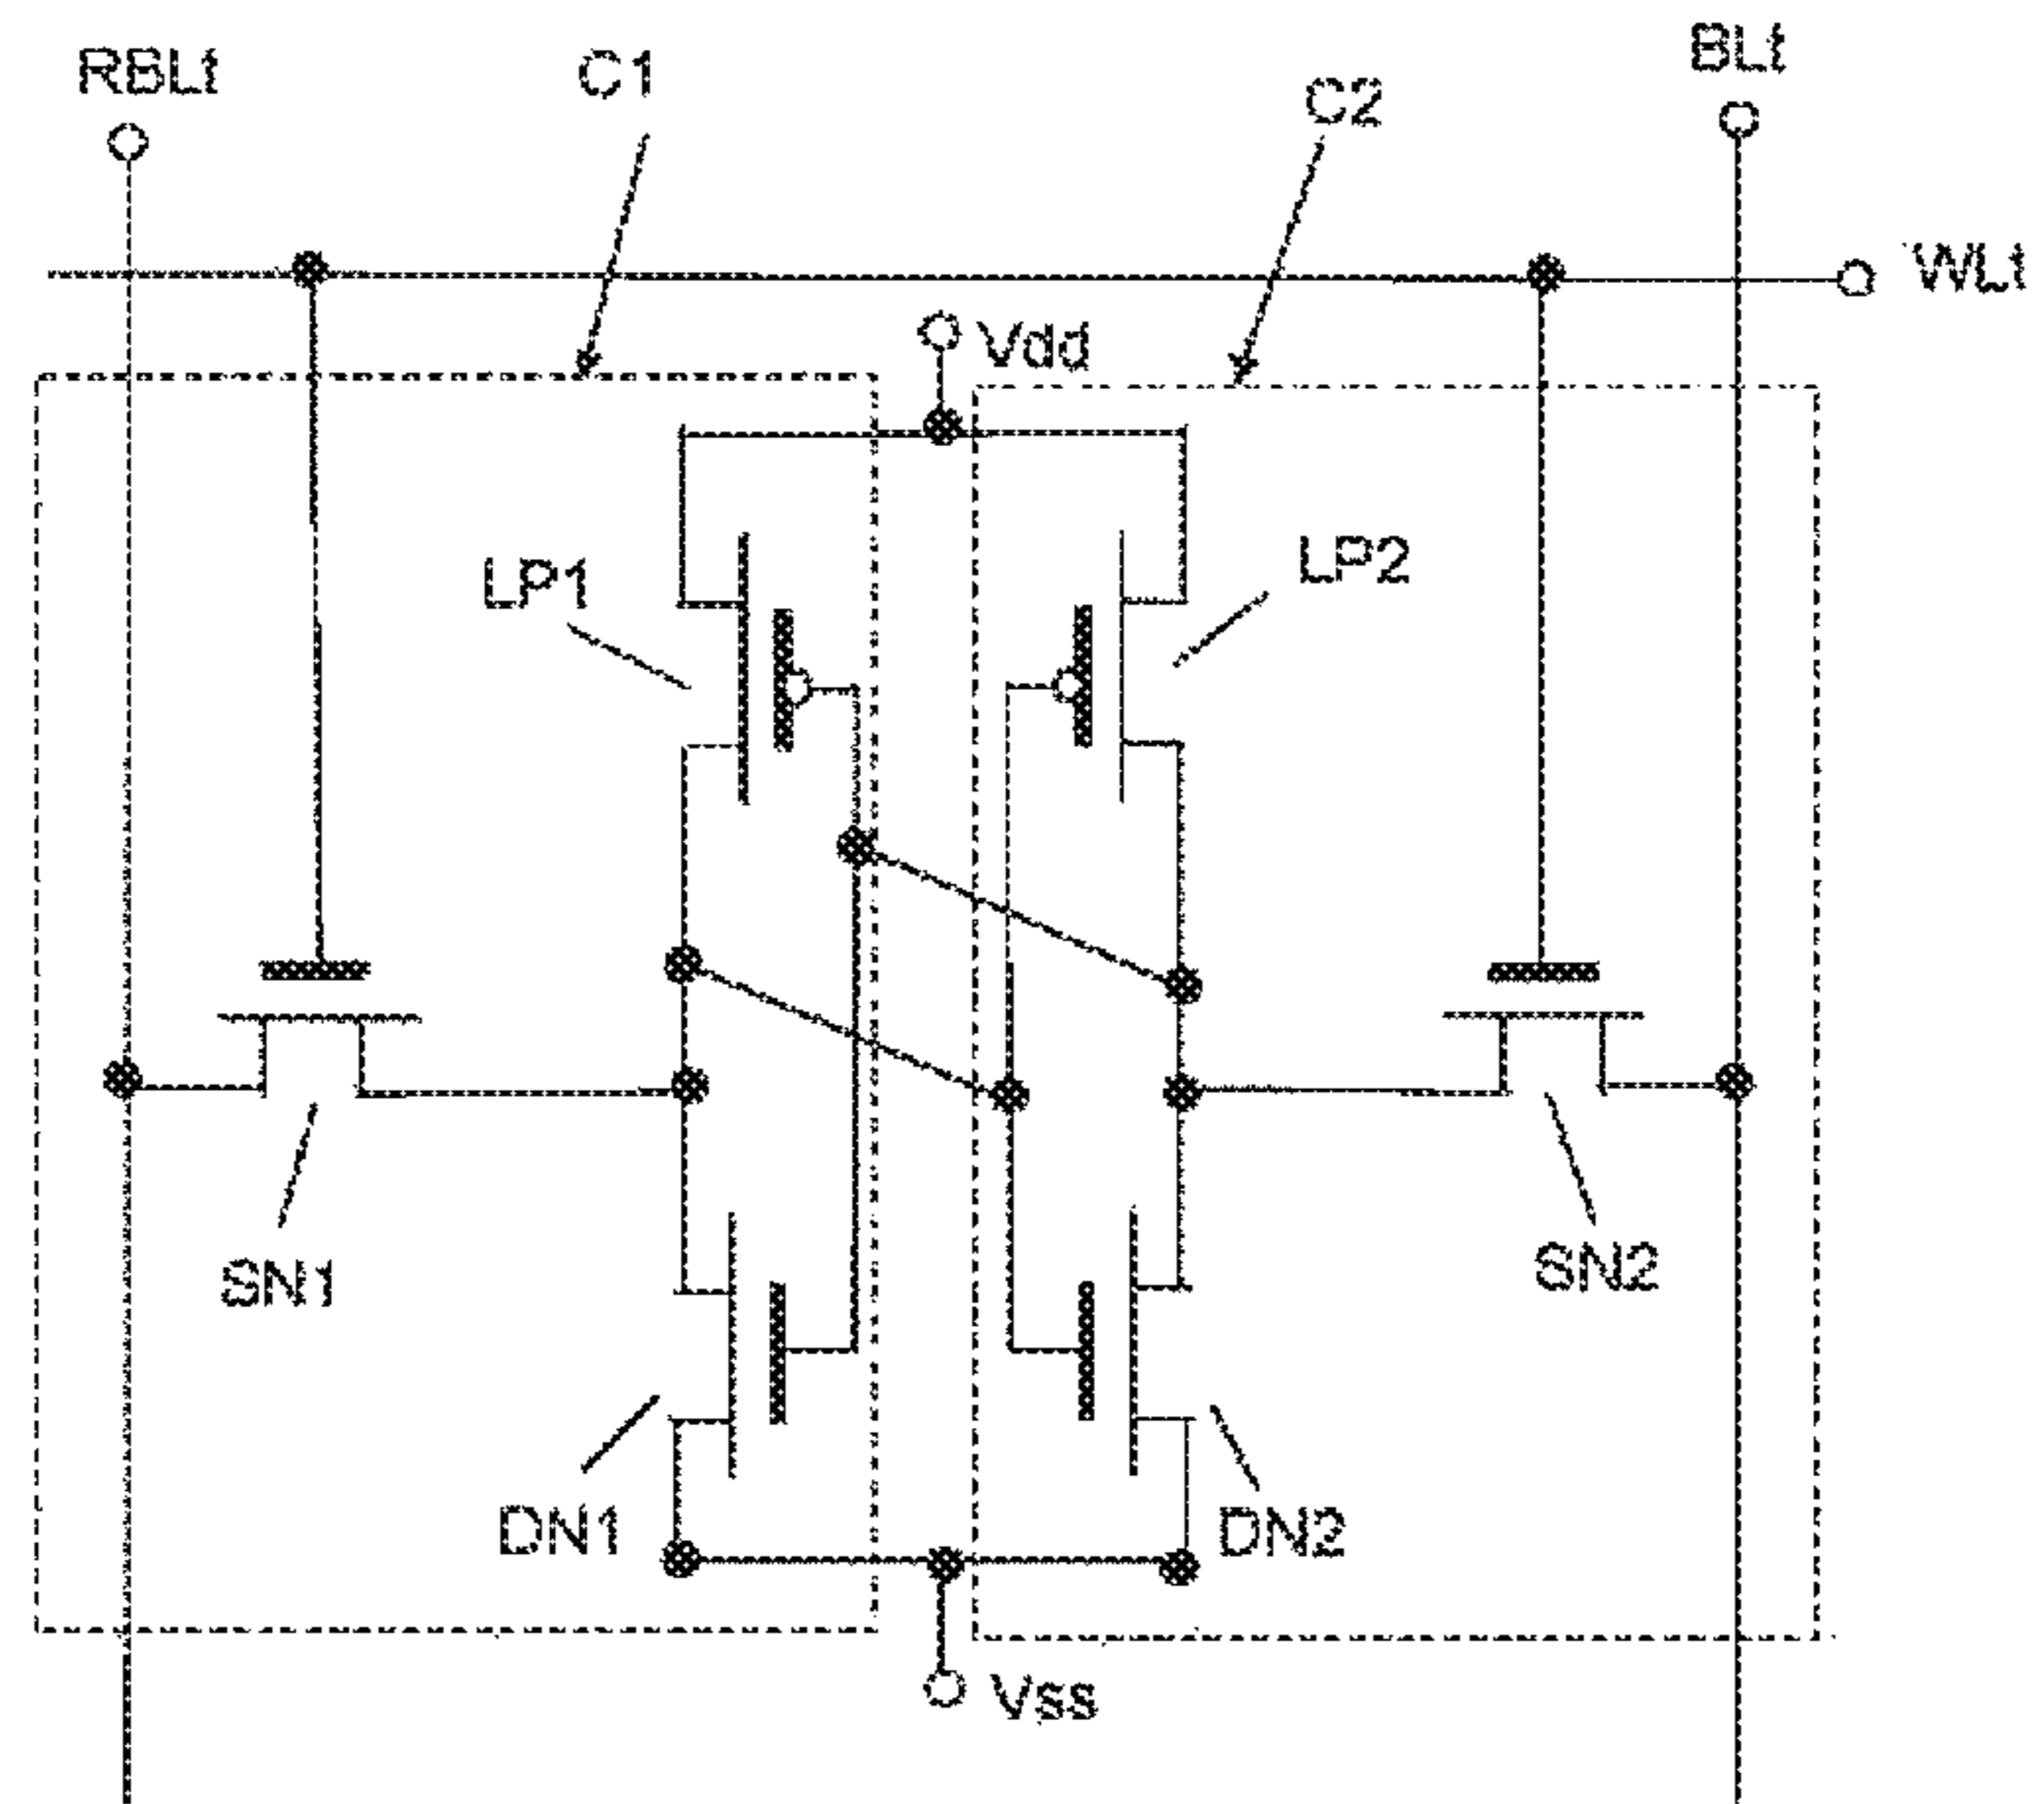 RBLt
C1
C2
BLt
WLt
Vdd
LP1
LP2
SN1
SN2
DN1
DN2
Vss